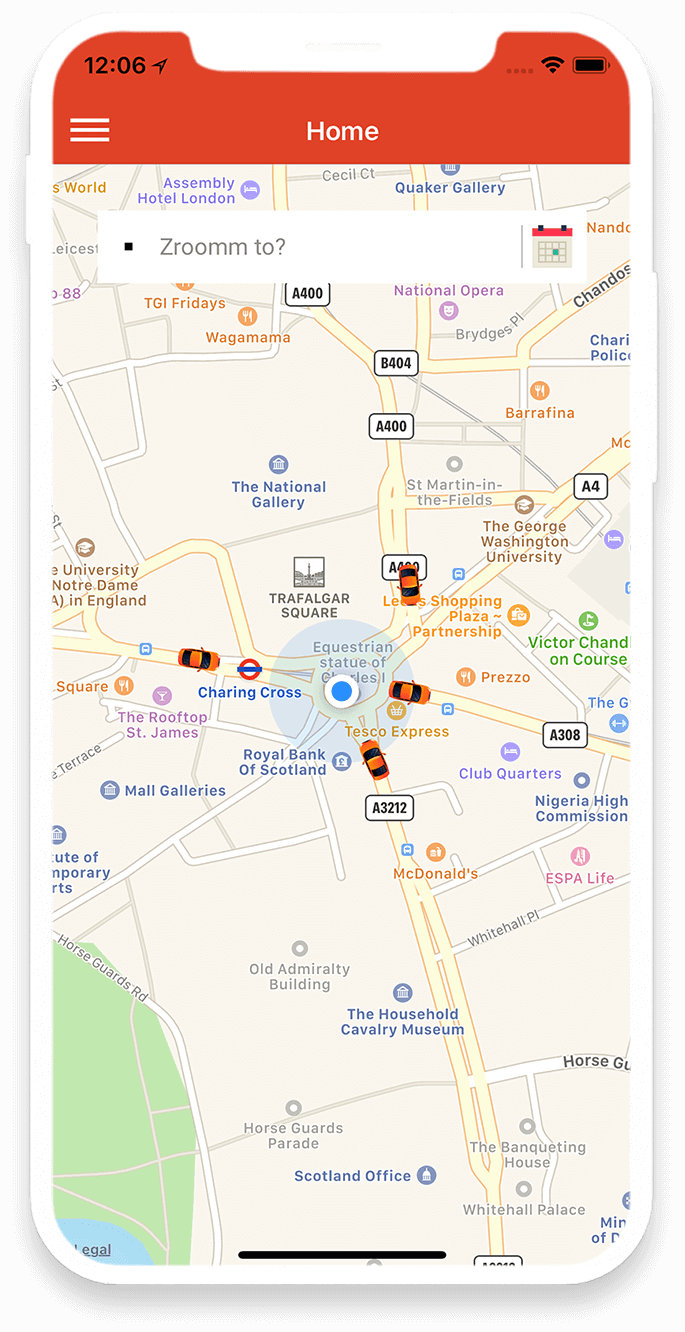 12:06
Home
Cecil Ct
s World
Assembly
Hotel London
Quaker Gallery
Zroomm to?
Nando
eicest
p 88
TGI Fridays
A400
National Opera
Chandos
Wagamama
Brydges Pl
Chari
Police
B404
Barrafina
St
A400
Mc
The National
Gallery
St Martin-in-
the-Fields
A4
The George
Washington
University
St
e University
Notre Dame
A) in England
TRAFALGAR
SQUARE
Shopping
Plaza ~
Partnership
Equestrian
statue of
Charles I
Victor Chandl
on Course
Square
Charing Cross
Prezzo
The Rooftop
St. James
The Gy
Tesco Express
A308
e Terrace
Royal Bank
Of Scotland
Club Quarters
Mall Galleries
A3212
Nigeria High
Commission
tute of
mporary
rts
McDonald's
ESPA Life
Whitehall Pl
Horse Guards Rd
Old Admiralty
Building
The Household
Cavalry Museum
Horse Gu
Horse Guards
Parade
The Banqueting
House
Scotland Office
Whitehall Palace
Min
of D
Legal